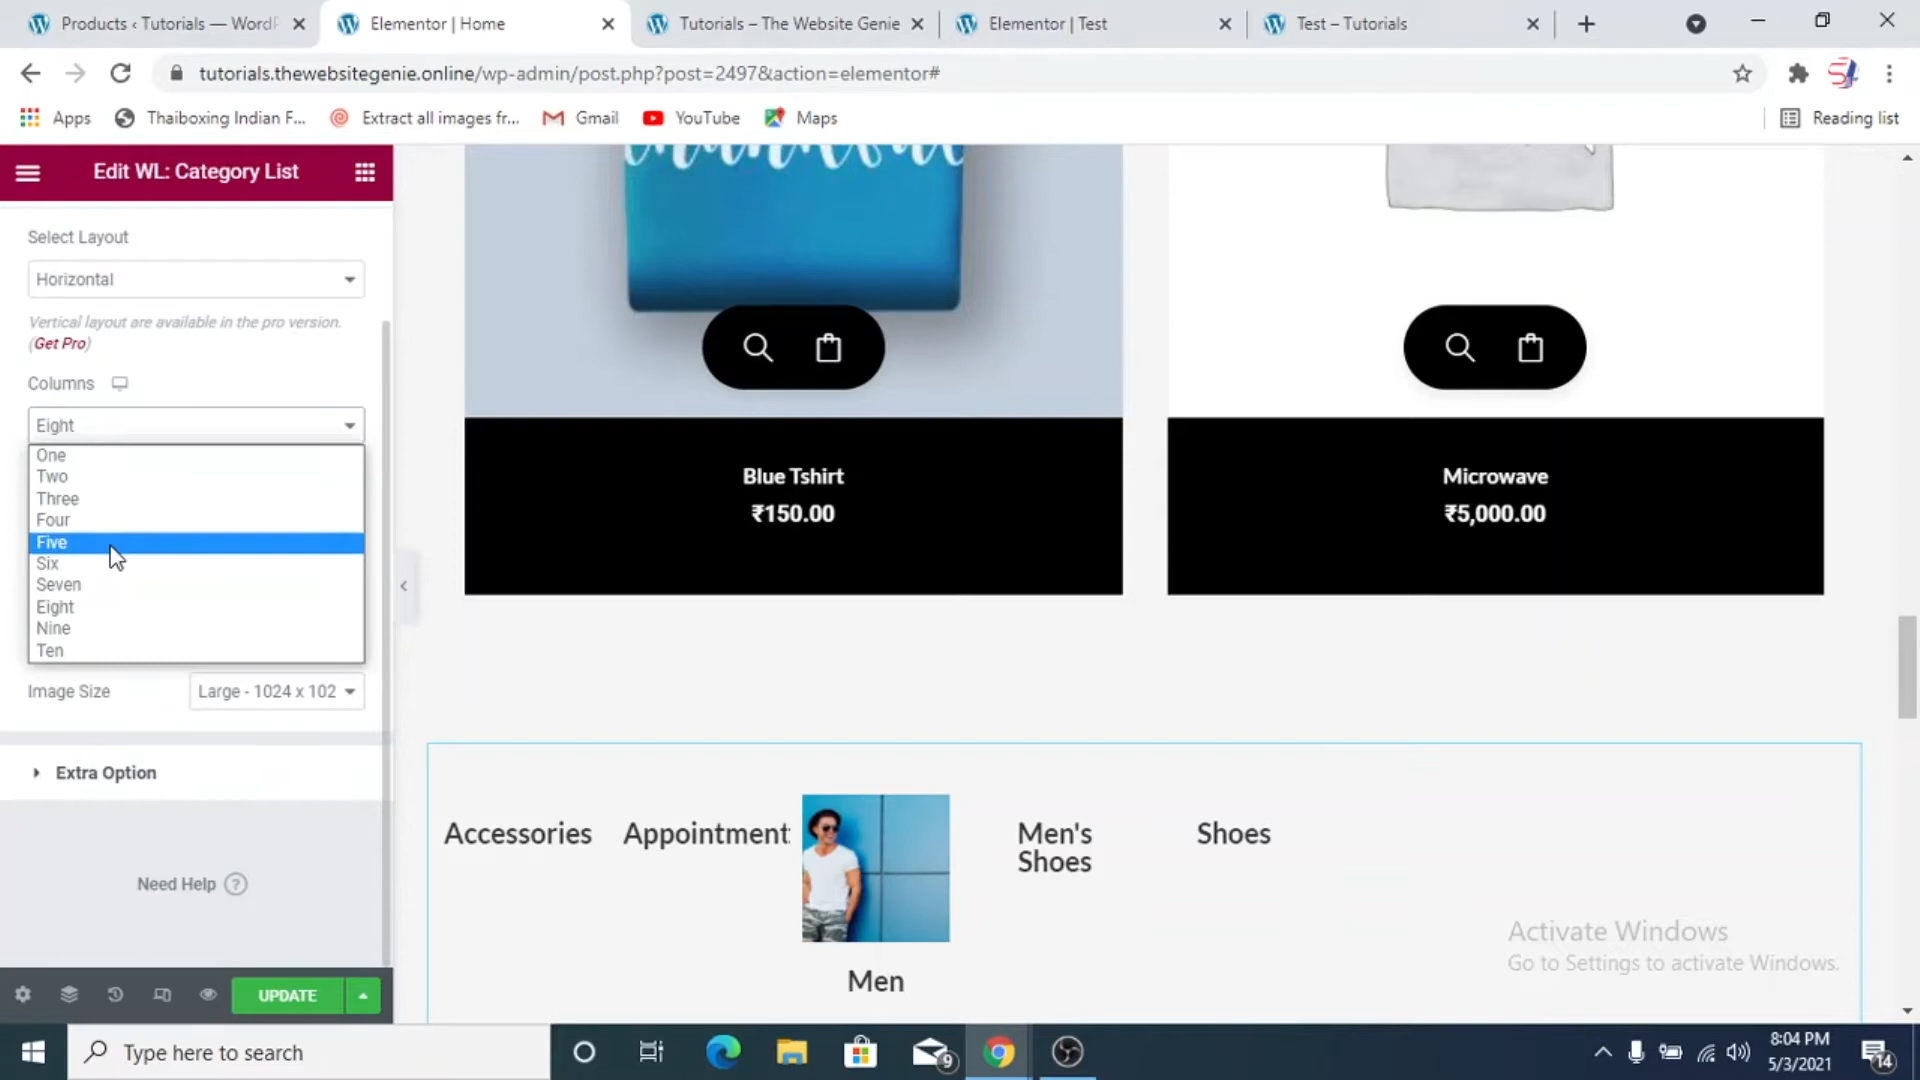 Products ‹ Tutorials — WordP
Elementor | Home
Tutorials – The Website Genie
Elementor | Test
Test – Tutorials
tutorials.thewebsitegenie.online/wp-admin/post.php?post=2497&action=elementor#
Apps
Thaiboxing Indian F...
Extract all images fr...
Gmail
YouTube
Maps
Reading list
Edit WL: Category List
Select Layout
Horizontal
Vertical layout are available in the pro version.
(Get Pro)
Columns
Eight
One
Two
Three
Four
Five
Six
Seven
Eight
Nine
Ten
Image Size
Large - 1024 x 102
Extra Option
Need Help ?
UPDATE
Blue Tshirt
₹150.00
Microwave
₹5,000.00
Accessories
Appointment
Men
Men's
Shoes
Shoes
Activate Windows
Go to Settings to activate Windows.
Type here to search
9
8:04 PM
5/3/2021
14